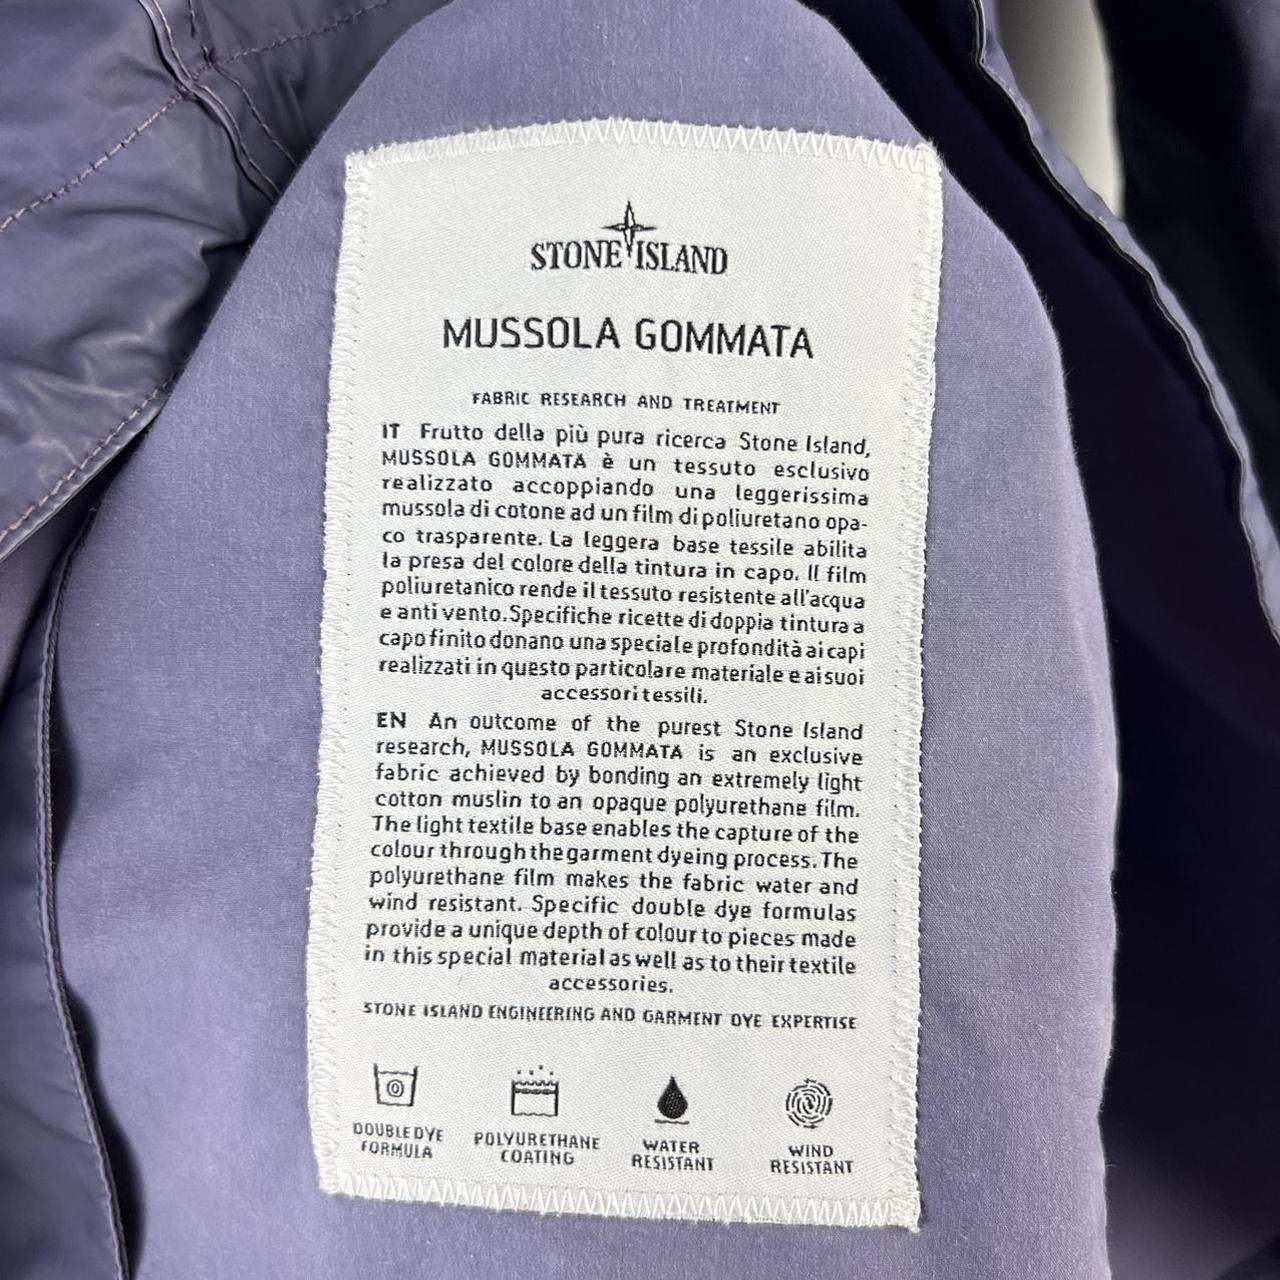 STONE ISLAND
MUSSOLA GOMMATA
FABRIC RESEARCH AND TREATMENT
IT Frutto della più pura ricerca Stone Island,
MUSSOLA GOMMATA è un tessuto esclusivo
realizzato accoppiando una leggerissima
mussola di cotone ad un film di poliuretano opa-
co trasparente. La leggera base tessile abilita
la presa del colore della tintura in capo. Il film
poliuretanico rende il tessuto resistente all'acqua
e anti vento. Specifiche ricette di doppia tintura a
capo finito donano una speciale profondità ai capi
realizzati in questo particolare materiale e ai suoi
accessori tessili.
EN An outcome of the purest Stone Island
research, MUSSOLA GOMMATA is an exclusive
fabric achieved by bonding an extremely light
cotton muslin to an opaque polyurethane film.
The light textile base enables the capture of the
colour through the garment dyeing process. The
polyurethane film makes the fabric water and
wind resistant. Specific double dye formulas
provide a unique depth of colour to pieces made
in this special material as well as to their textile
accessories.
STONE ISLAND ENGINEERING AND GARMENT DYE EXPERTISE
DOUBLE DYE
FORMULA
POLYURETHANE
COATING
WATER
RESISTANT
WIND
RESISTANT